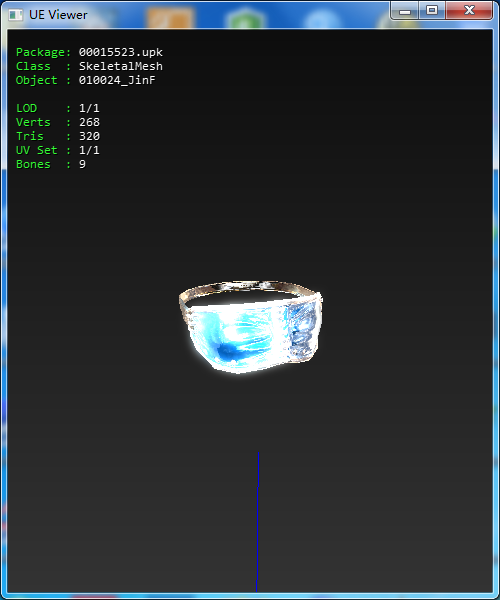 UE Viewer
Package: 00015523.upk
Class : SkeletalMesh
Object : 010024_JinF
LOD : 1/1
Verts : 268
Tris : 320
UV Set : 1/1
Bones : 9